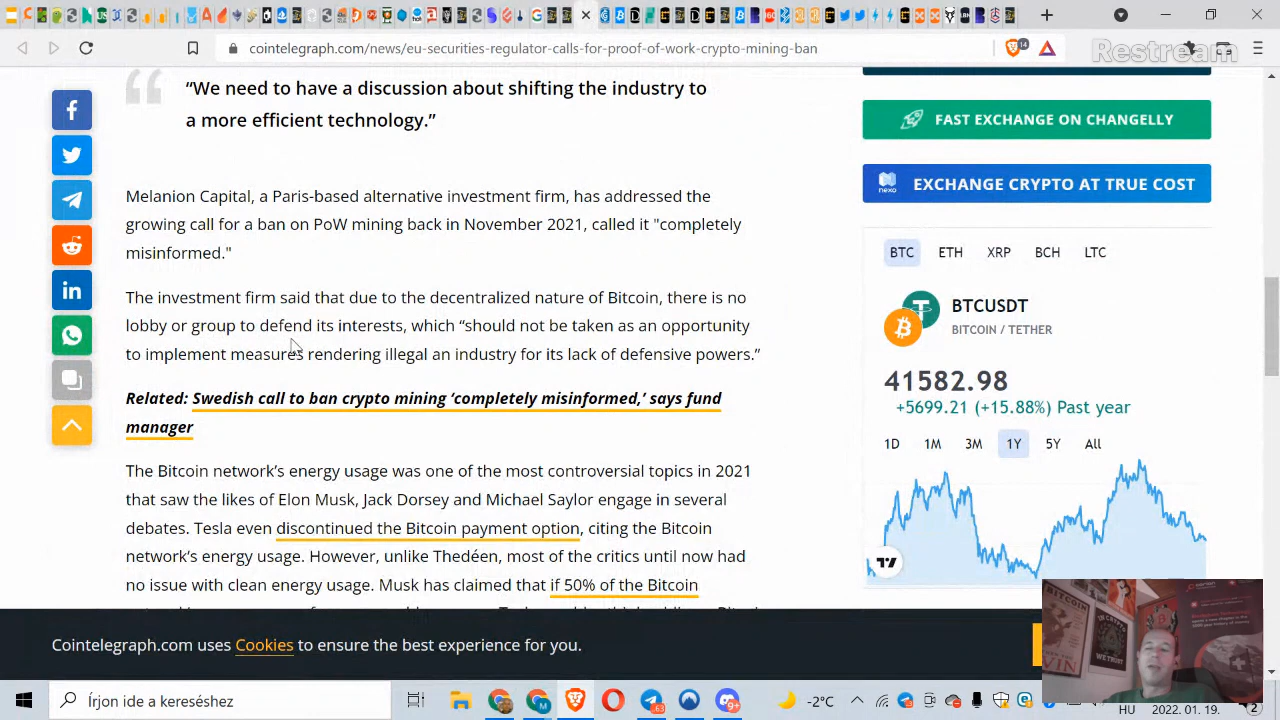 cointelegraph.com/news/eu-securities-regulator-calls-for-proof-of-work-crypto-mining-ban
14
Restream
“We need to have a discussion about shifting the industry to
a more efficient technology.”
Melanion Capital, a Paris-based alternative investment firm, has addressed the
growing call for a ban on PoW mining back in November 2021, called it "completely
misinformed."
The investment firm said that due to the decentralized nature of Bitcoin, there is no
lobby or group to defend its interests, which “should not be taken as an opportunity
to implement measures rendering illegal an industry for its lack of defensive powers.”
Related: Swedish call to ban crypto mining ‘completely misinformed,’ says fund
manager
The Bitcoin network’s energy usage was one of the most controversial topics in 2021
that saw the likes of Elon Musk, Jack Dorsey and Michael Saylor engage in several
debates. Tesla even discontinued the Bitcoin payment option, citing the Bitcoin
network’s energy usage. However, unlike Thedéen, most of the critics until now had
no issue with clean energy usage. Musk has claimed that if 50% of the Bitcoin
FAST EXCHANGE ON CHANGELLY
nexo
EXCHANGE CRYPTO AT TRUE COST
BTC ETH XRP BCH LTC
BTCUSDT
BITCOIN / TETHER
41582.98
+5699.21 (+15.88%) Past year
1D 1M 3M 1Y 5Y All
Cointelegraph.com uses Cookies to ensure the best experience for you.
BITCOIN
IN CRYPTO
WE TRUST
Írjon ide a kereséshez
63
9+
-2°C
HU
2022. 01. 19.
2